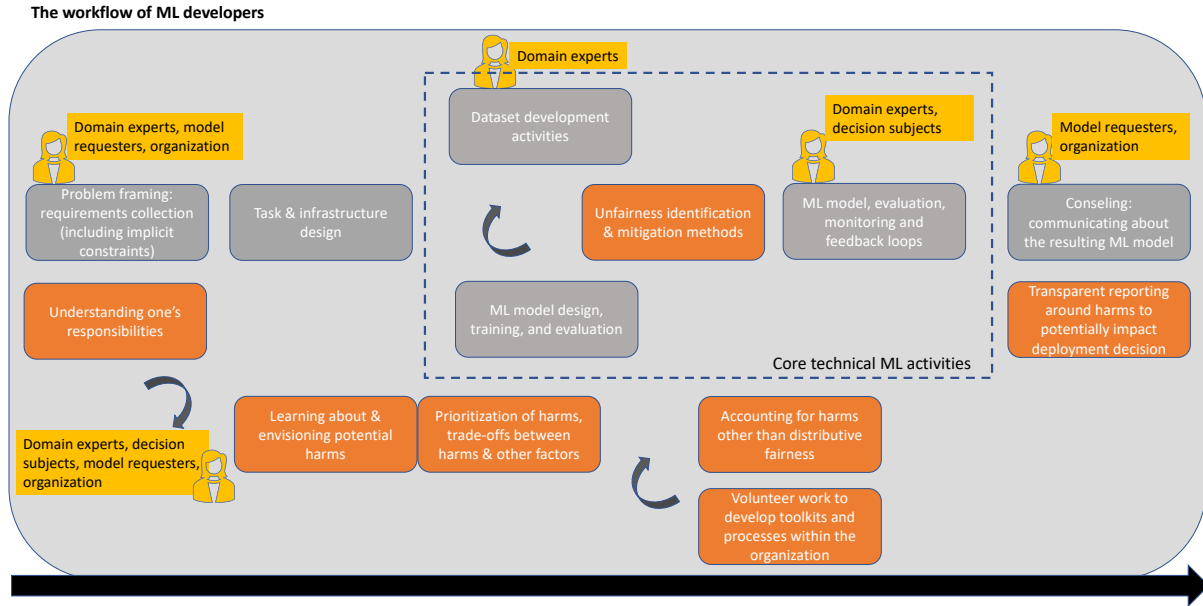 The workflow of ML developers
Domain experts
Domain experts,
decision subjects
Domain experts, model
requesters, organization
Model requesters,
organization
Dataset development
activities
Problem framing:
requirements collection
(including implicit
constraints)
Task & infrastructure
design
Unfairness identification
& mitigation methods
ML model, evaluation,
monitoring and
feedback loops
Conseling:
communicating about
the resulting ML model
Understanding one's
responsibilities
ML model design,
training, and evaluation
Transparent reporting
around harms to
potentially impact
deployment decision
Core technical ML activities
Learning about &
envisioning potential
harms
Prioritization of harms,
trade-offs between
harms & other factors
Accounting for harms
other than distributive
fairness
Domain experts, decision
subjects, model requesters,
organization
Volunteer work to
develop toolkits and
processes within the
organization